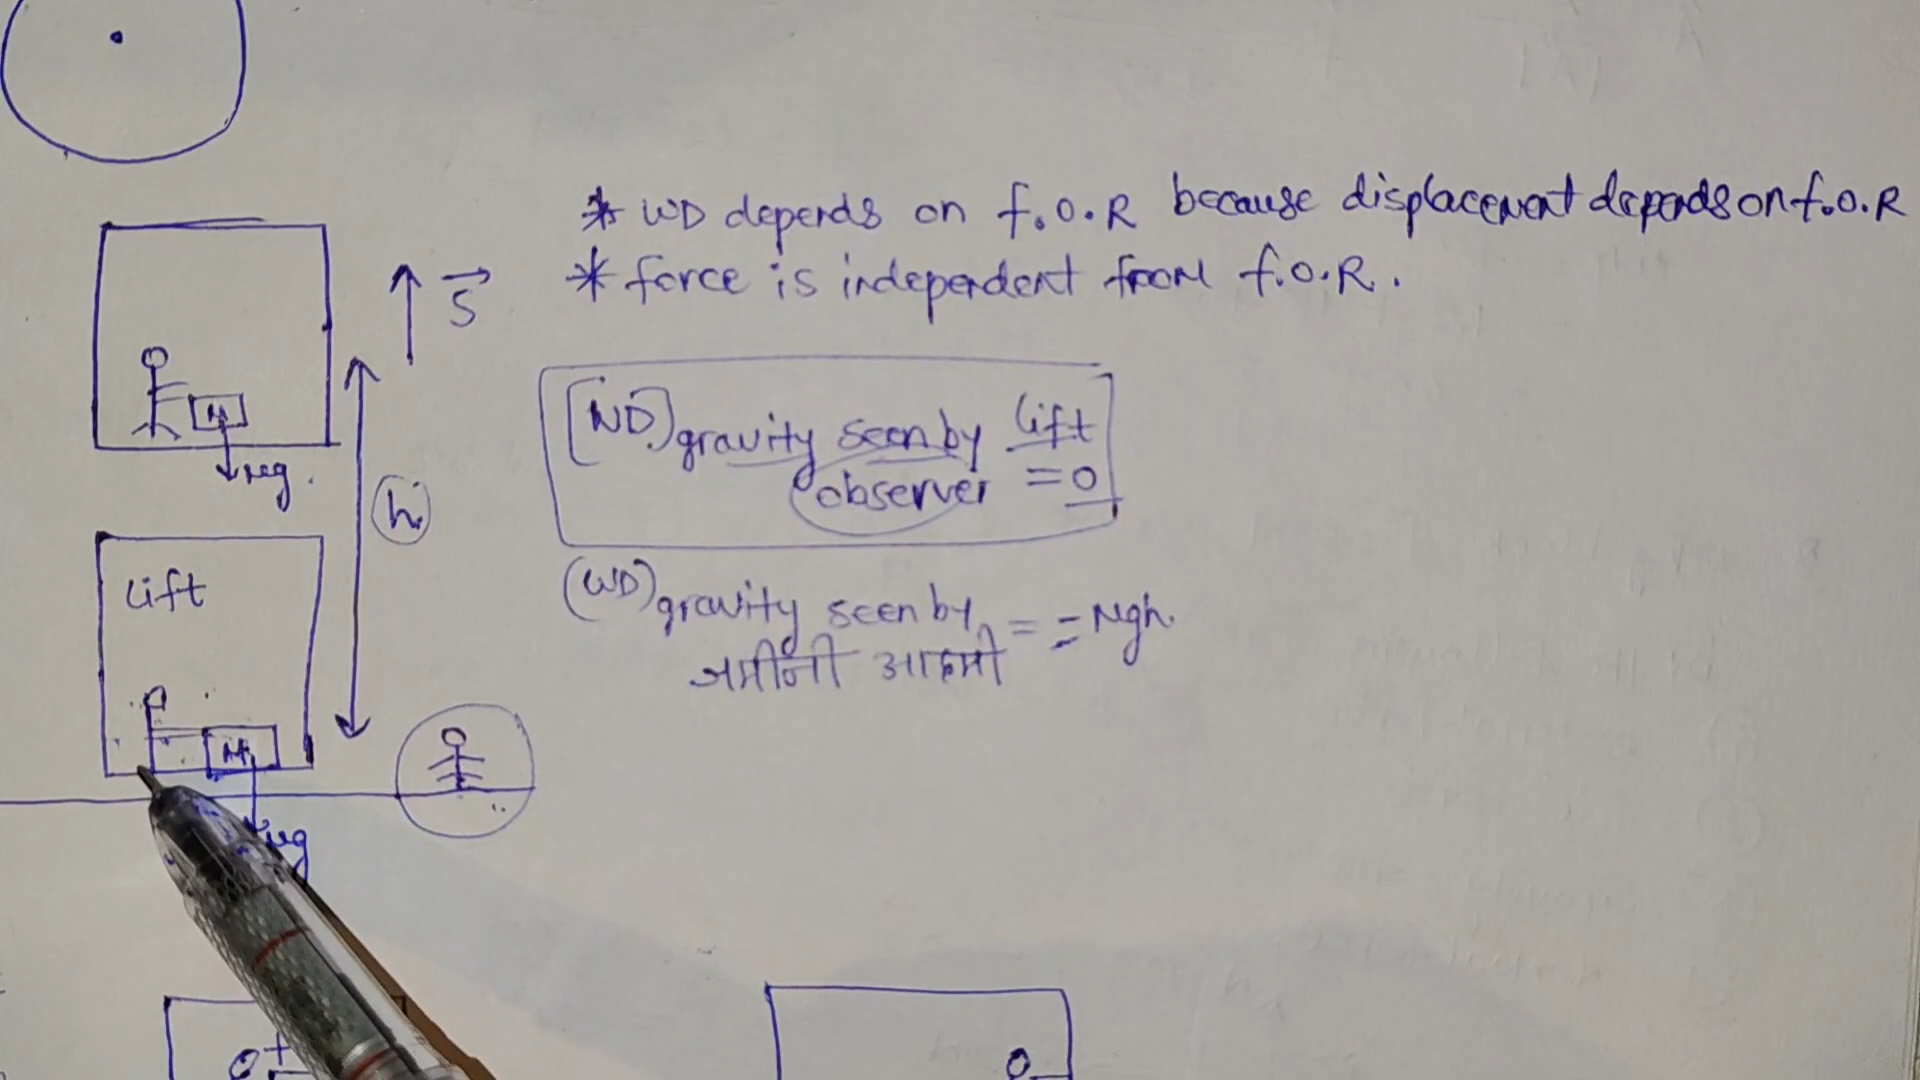 * WD depends on f.O.R because displacement depends on f.O.R
* force is independent from f.O.R.
S
M
mg.
h
[WD] gravity seen by lift
observer = 0
lift
(WD) gravity seen by = = Mgh.
जमीनी आदमी
M
Mg